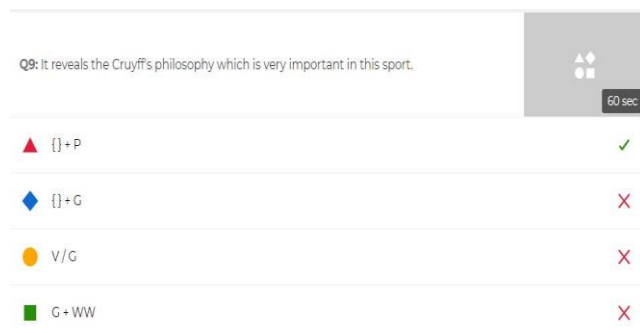 Q9: It reveals the Cruyff's philosophy which is very important in this sport.
60 sec
{ } + P
{ } + G
V / G
G + WW